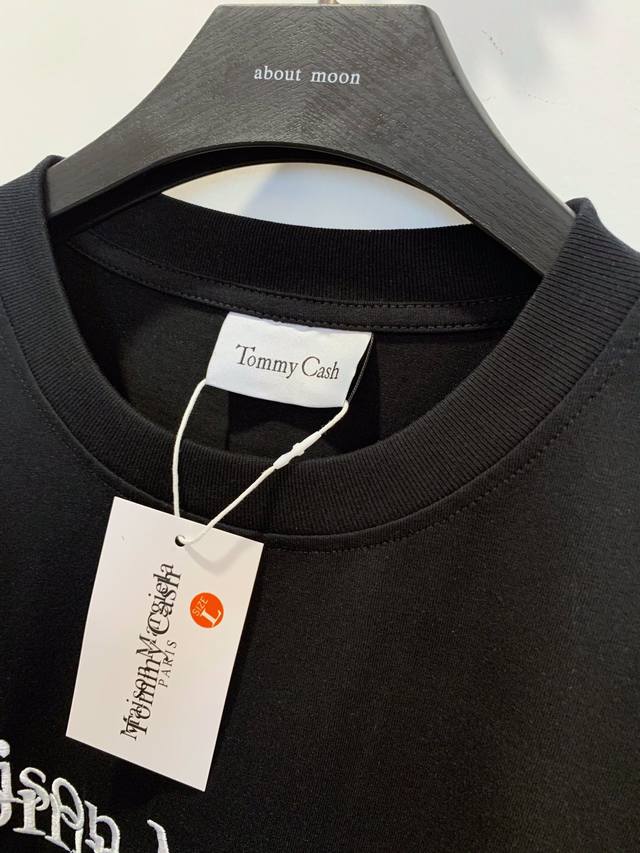 about moon
Tommy Cash
Maison Margiela
Tommy Cash
PARIS
SIZE
L